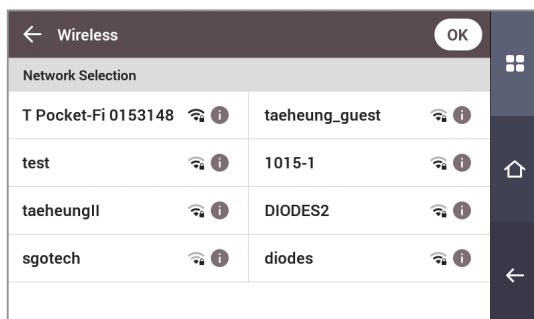 Wireless
OK
Network Selection
T Pocket-Fi 0153148
taeheung_guest
test
1015-1
taeheungII
DIODES2
sgotech
diodes